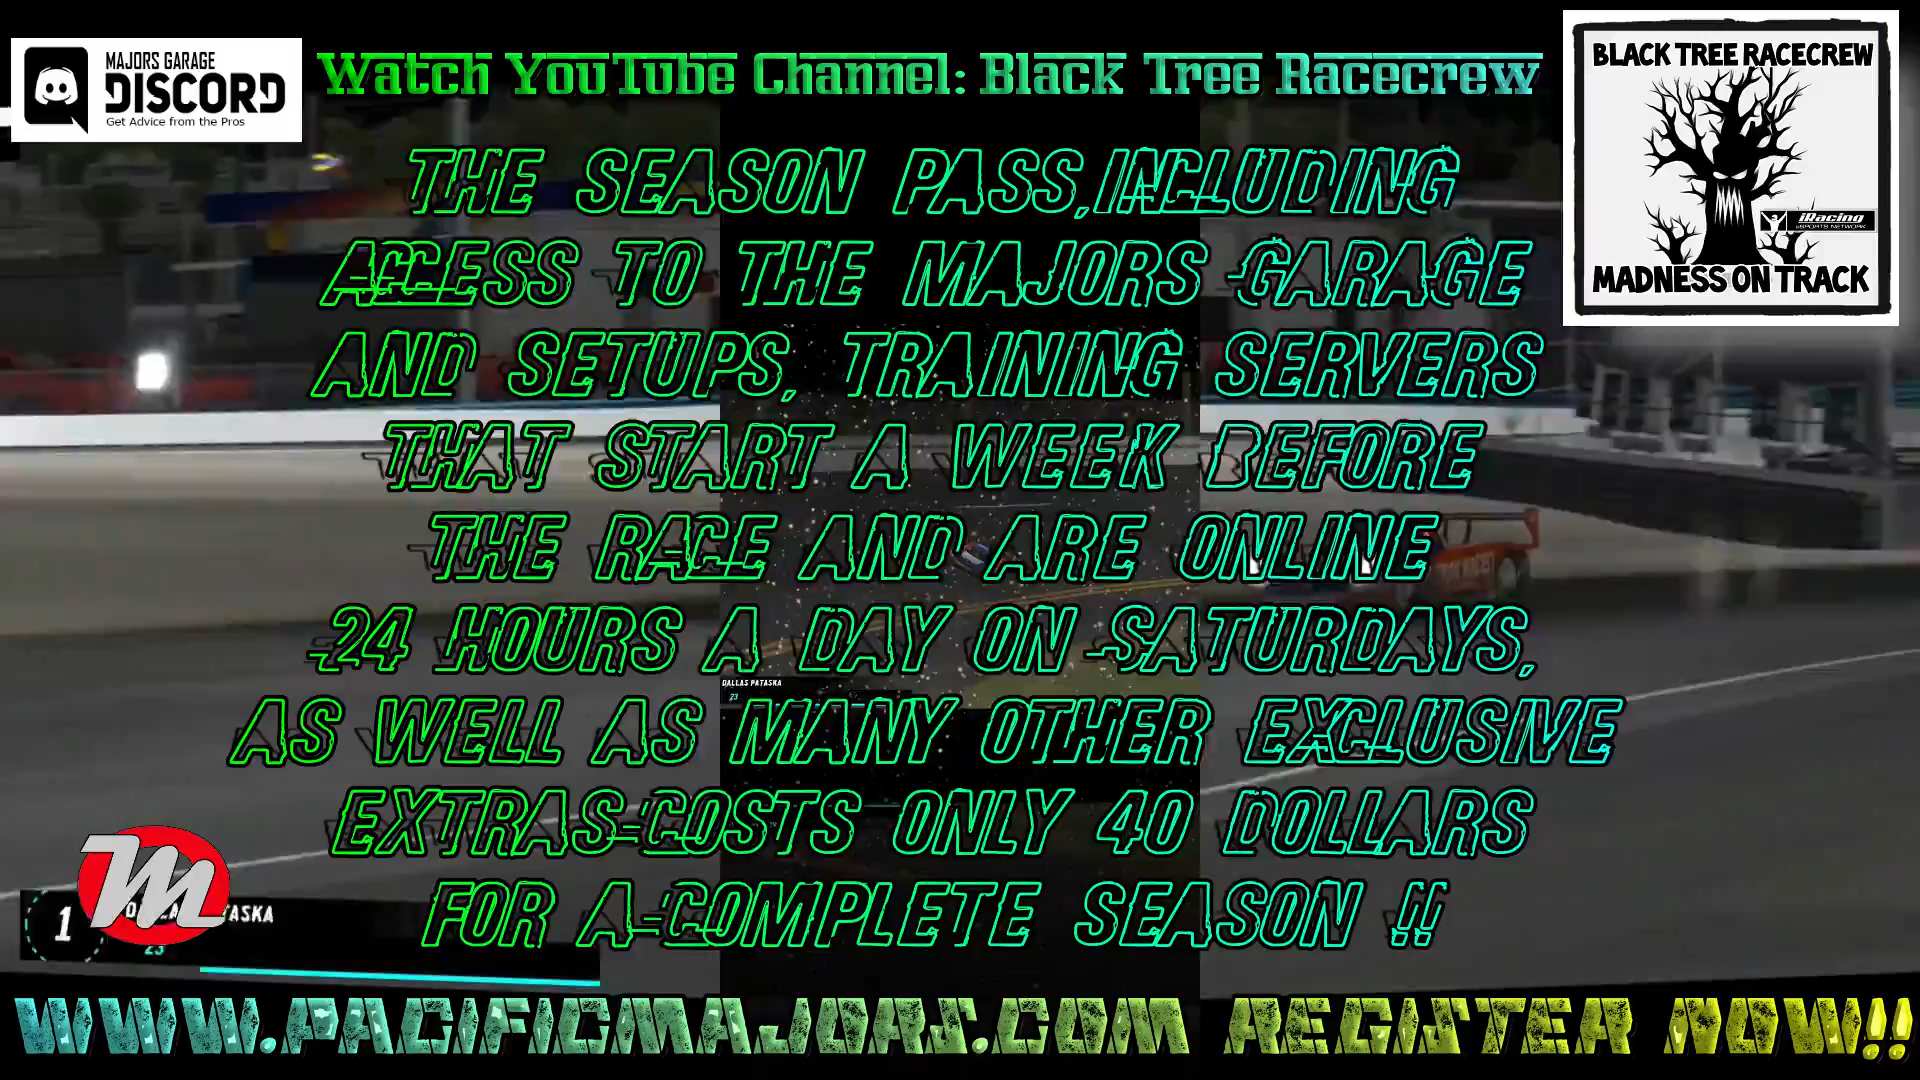 MAJORS GARAGE
DISCORD
Get Advice from the Pros
Watch YouTube Channel: Black Tree Racecrew
BLACK TREE RACECREW
iRacing
eSPORTS NETWORK
MADNESS ON TRACK
THE SEASON PASS, INCLUDING
ACCESS TO THE MAJORS GARAGE
AND SETUPS, TRAINING SERVERS
THAT START A WEEK BEFORE
THE RACE AND ARE ONLINE
24 HOURS A DAY ON SATURDAYS,
DALLAS PATASKA
23
AS WELL AS MANY OTHER EXCLUSIVE
EXTRAS COSTS ONLY 40 DOLLARS
FOR A COMPLETE SEASON !!
M
1
23
WWW.PACIFICMAJORS.COM REGISTER NOW!!